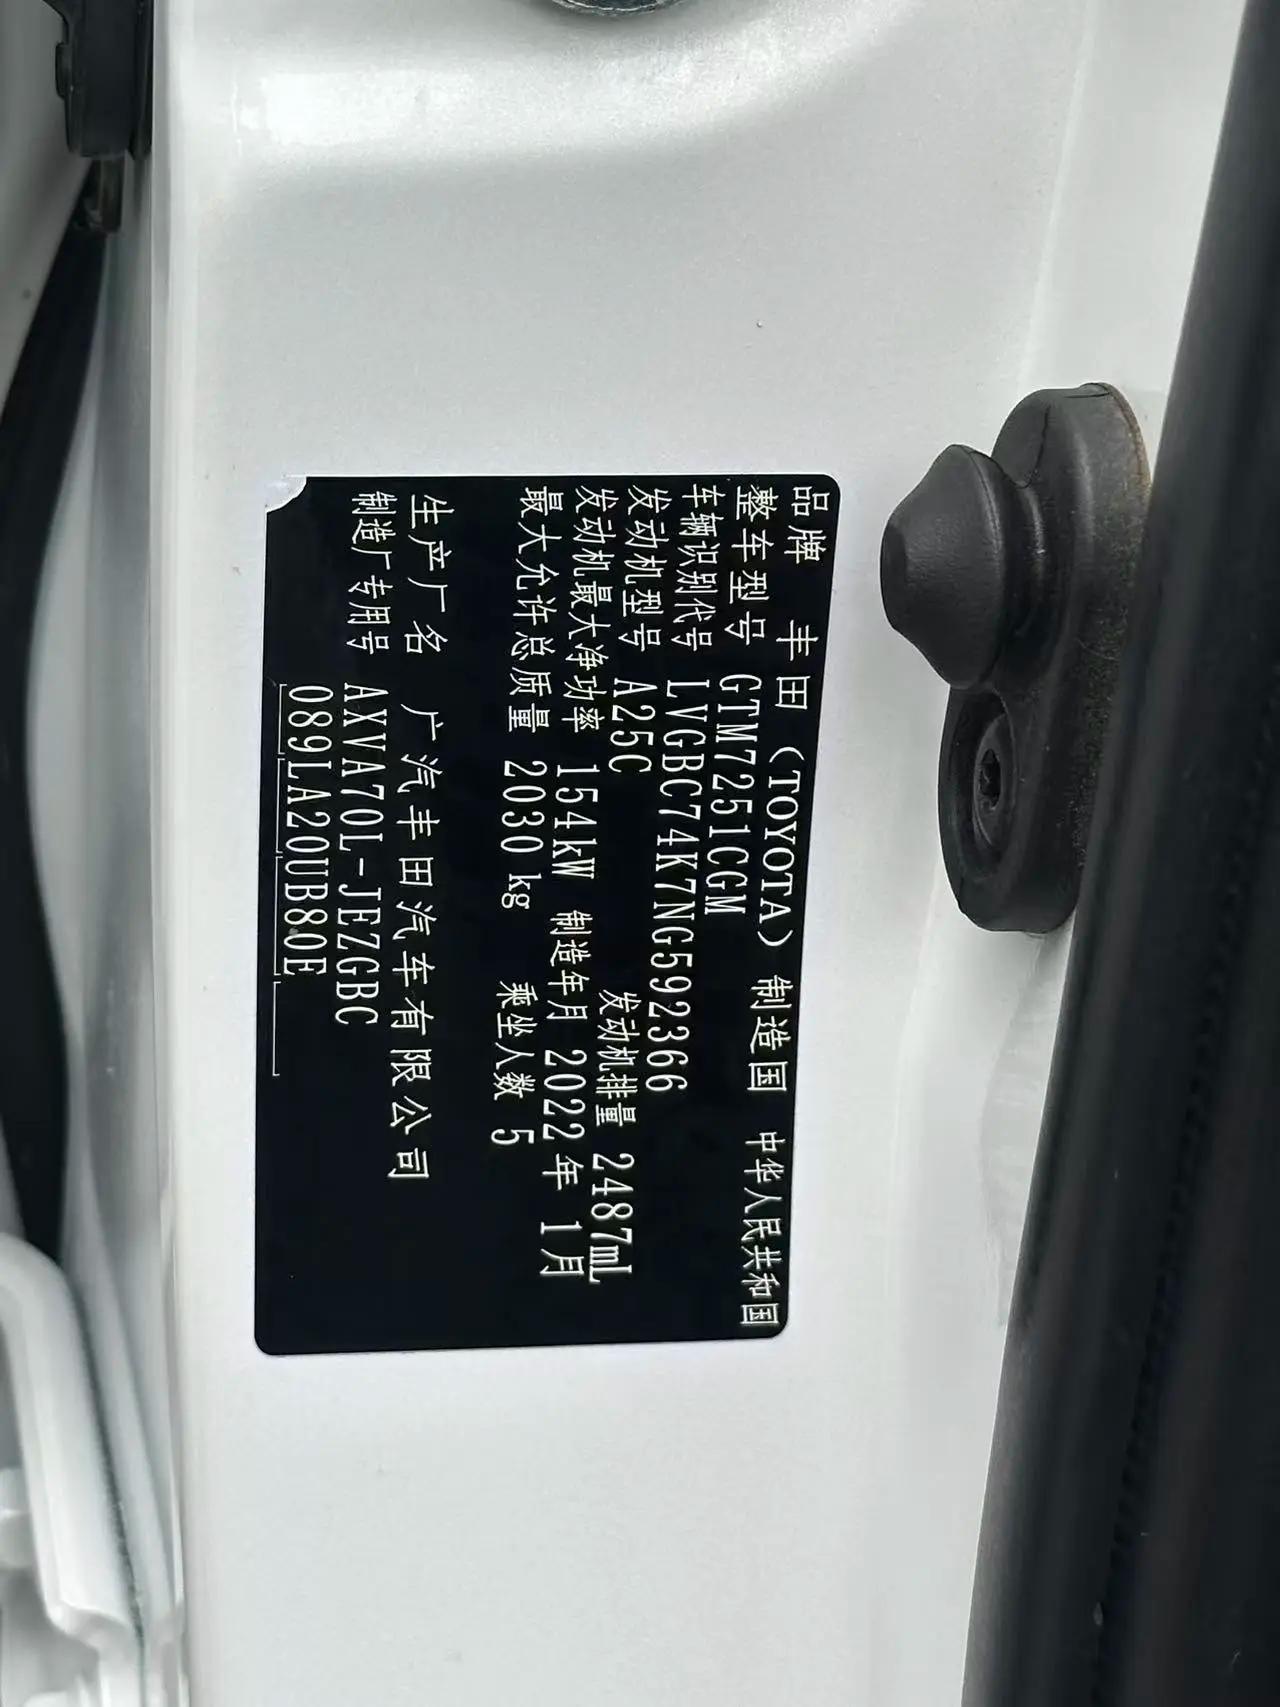 品牌 丰田（TOYOTA） 制造国 中华人民共和国
整车型号 GTM7251CGM
车辆识别代号 LVGBC74K7NG592366
发动机型号 A25C 发动机排量 2487mL
发动机最大净功率 154kW 制造年月 2022年 1月
最大允许总质量 2030 kg 乘坐人数 5
生产厂名 广汽丰田汽车有限公司
制造厂专用号 AXVA70L-JEZGBC
089LA20UB80E